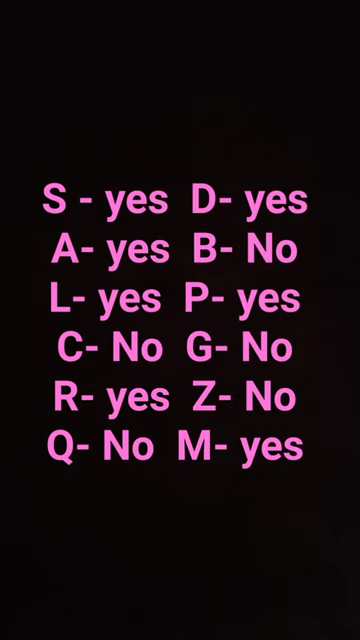 S - yes  D- yes
A- yes  B- No
L- yes  P- yes
C- No  G- No
R- yes  Z- No
Q- No  M- yes